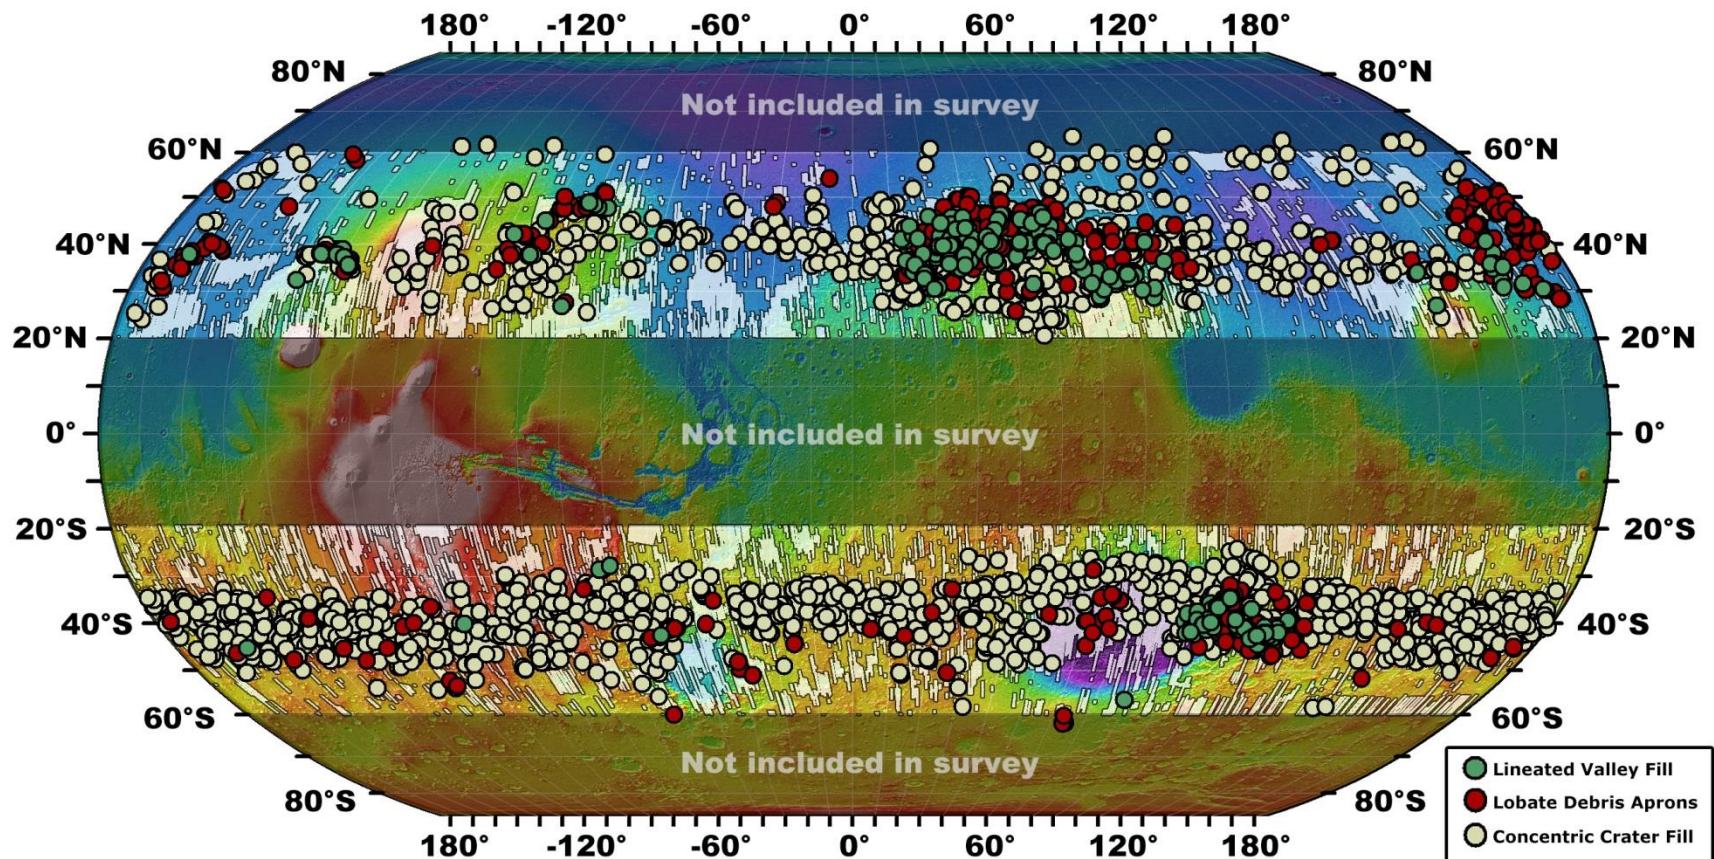 180° -120° -60° 0° 60° 120° 180°
80°N 80°N
Not included in survey
60°N 60°N
40°N 40°N
20°N 20°N
0° Not included in survey 0°
20°S 20°S
40°S 40°S
60°S 60°S
Not included in survey
80°S 80°S
Lineated Valley Fill
Lobate Debris Aprons
Concentric Crater Fill
180° -120° -60° 0° 60° 120° 180°